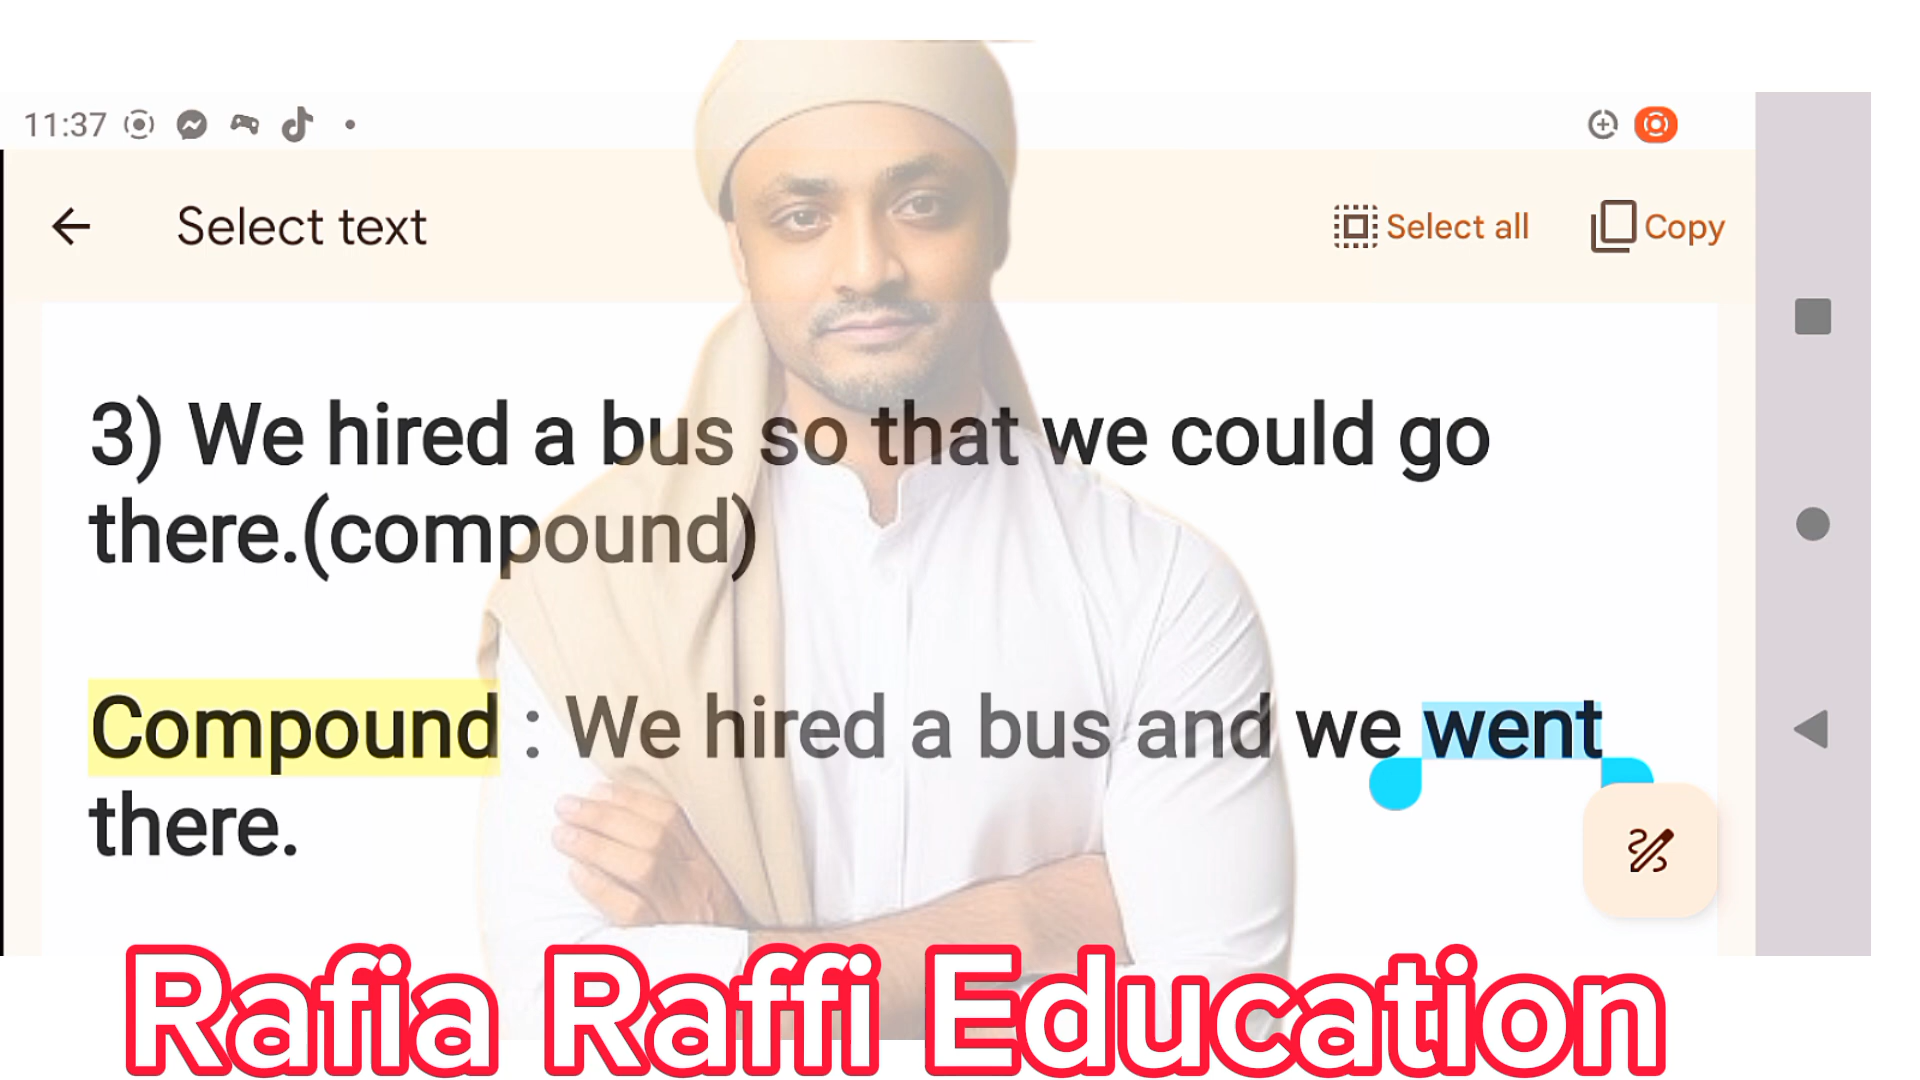 11:37
Select text
Select all
Copy
3) We hired a bus so that we could go
there.(compound)
Compound : We hired a bus and we went
there.
Rafia Raffi Education